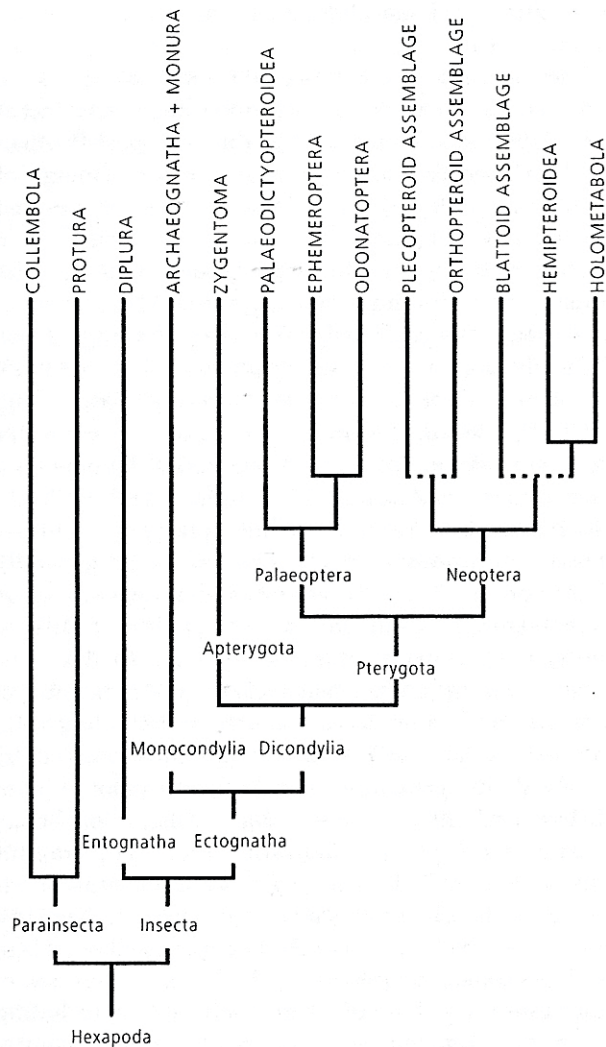 COLLEMBOLA
PROTURA
DIPLURA
ARCHAEOGNATHA + MONURA
ZYGENTOMA
PALAEODICTYOPTEROIDEA
EPHEMEROPTERA
ODONATOPTERA
PLECOPTEROID ASSEMBLAGE
ORTHOPTEROID ASSEMBLAGE
BLATTOID ASSEMBLAGE
HEMIPTEROIDEA
HOLOMETABOLA
Palaeoptera
Neoptera
Apterygota
Pterygota
Monocondylia
Dicondylia
Entognatha
Ectognatha
Parainsecta
Insecta
Hexapoda